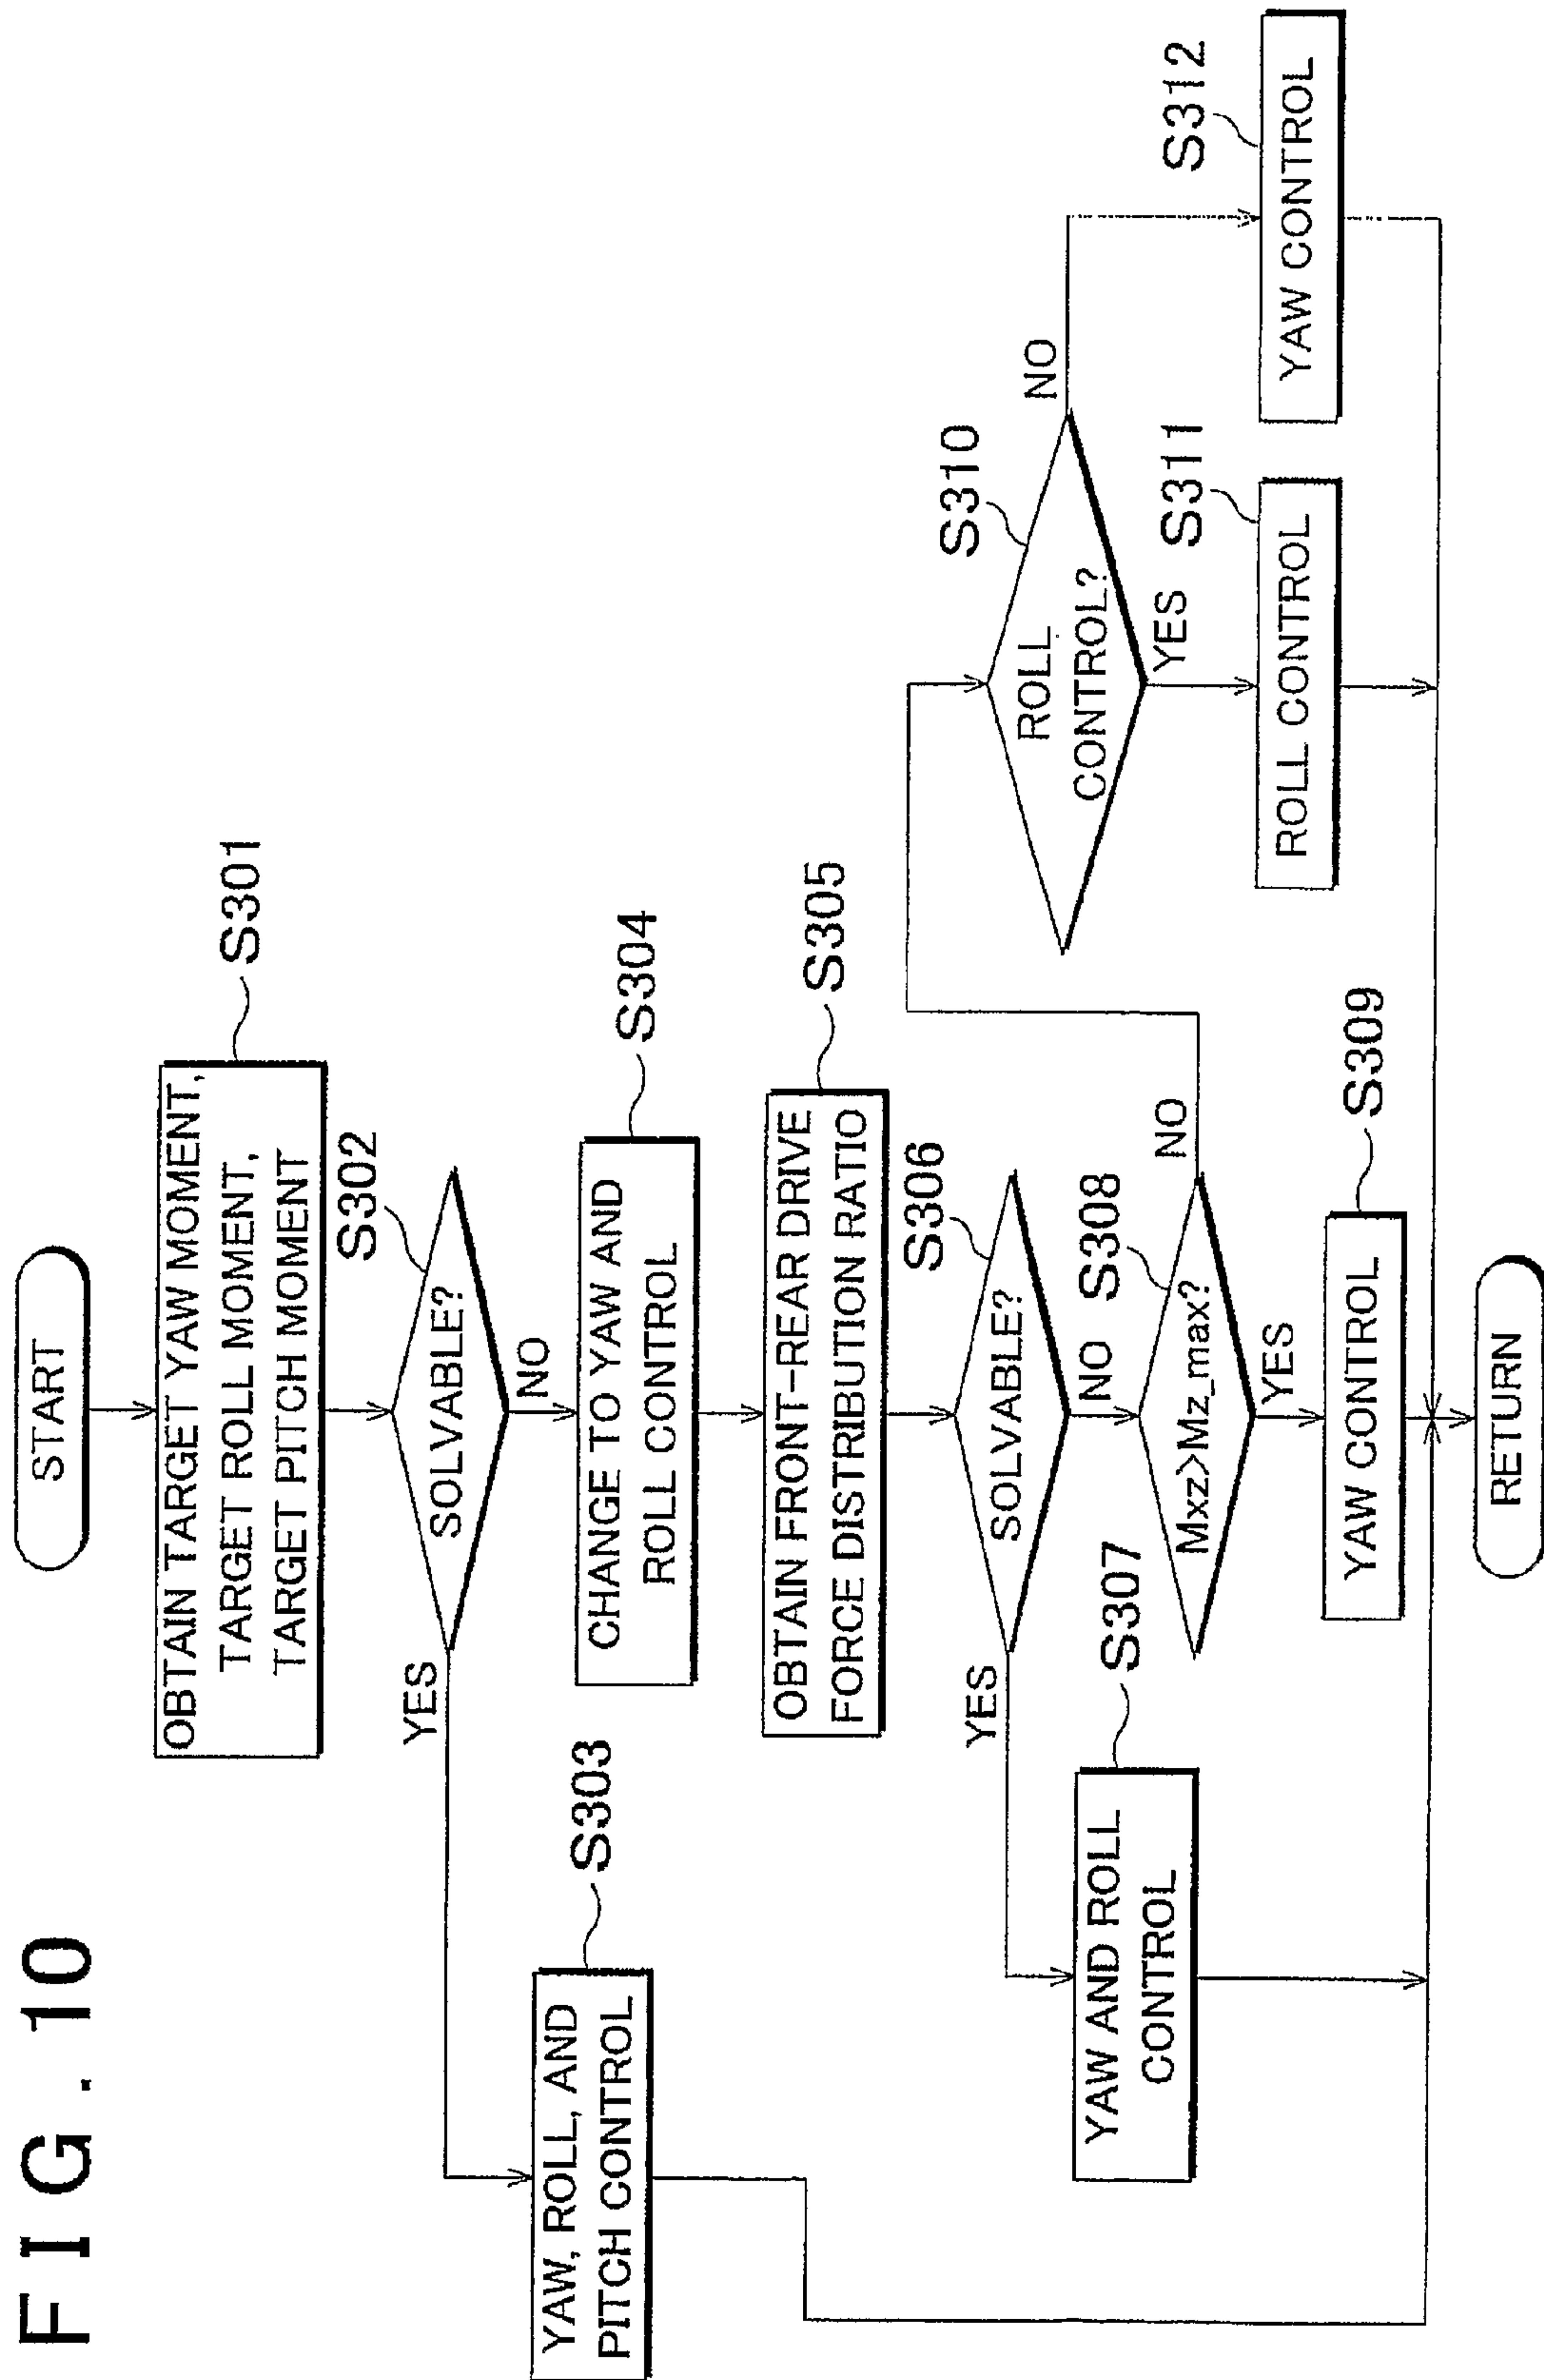 FIG. 10
START
OBTAIN TARGET YAW MOMENT,
TARGET ROLL MOMENT,
TARGET PITCH MOMENT
S301
SOLVABLE?
S302
YES
NO
YAW, ROLL, AND
PITCH CONTROL
S303
CHANGE TO YAW AND
ROLL CONTROL
S304
OBTAIN FRONT-REAR DRIVE
FORCE DISTRIBUTION RATIO
S305
SOLVABLE?
S306
YES
NO
YAW AND ROLL
CONTROL
S307
Mxz>Mz_max?
S308
NO
YES
YAW CONTROL
S309
ROLL
CONTROL?
S310
NO
YES
ROLL CONTROL
S311
YAW CONTROL
S312
RETURN